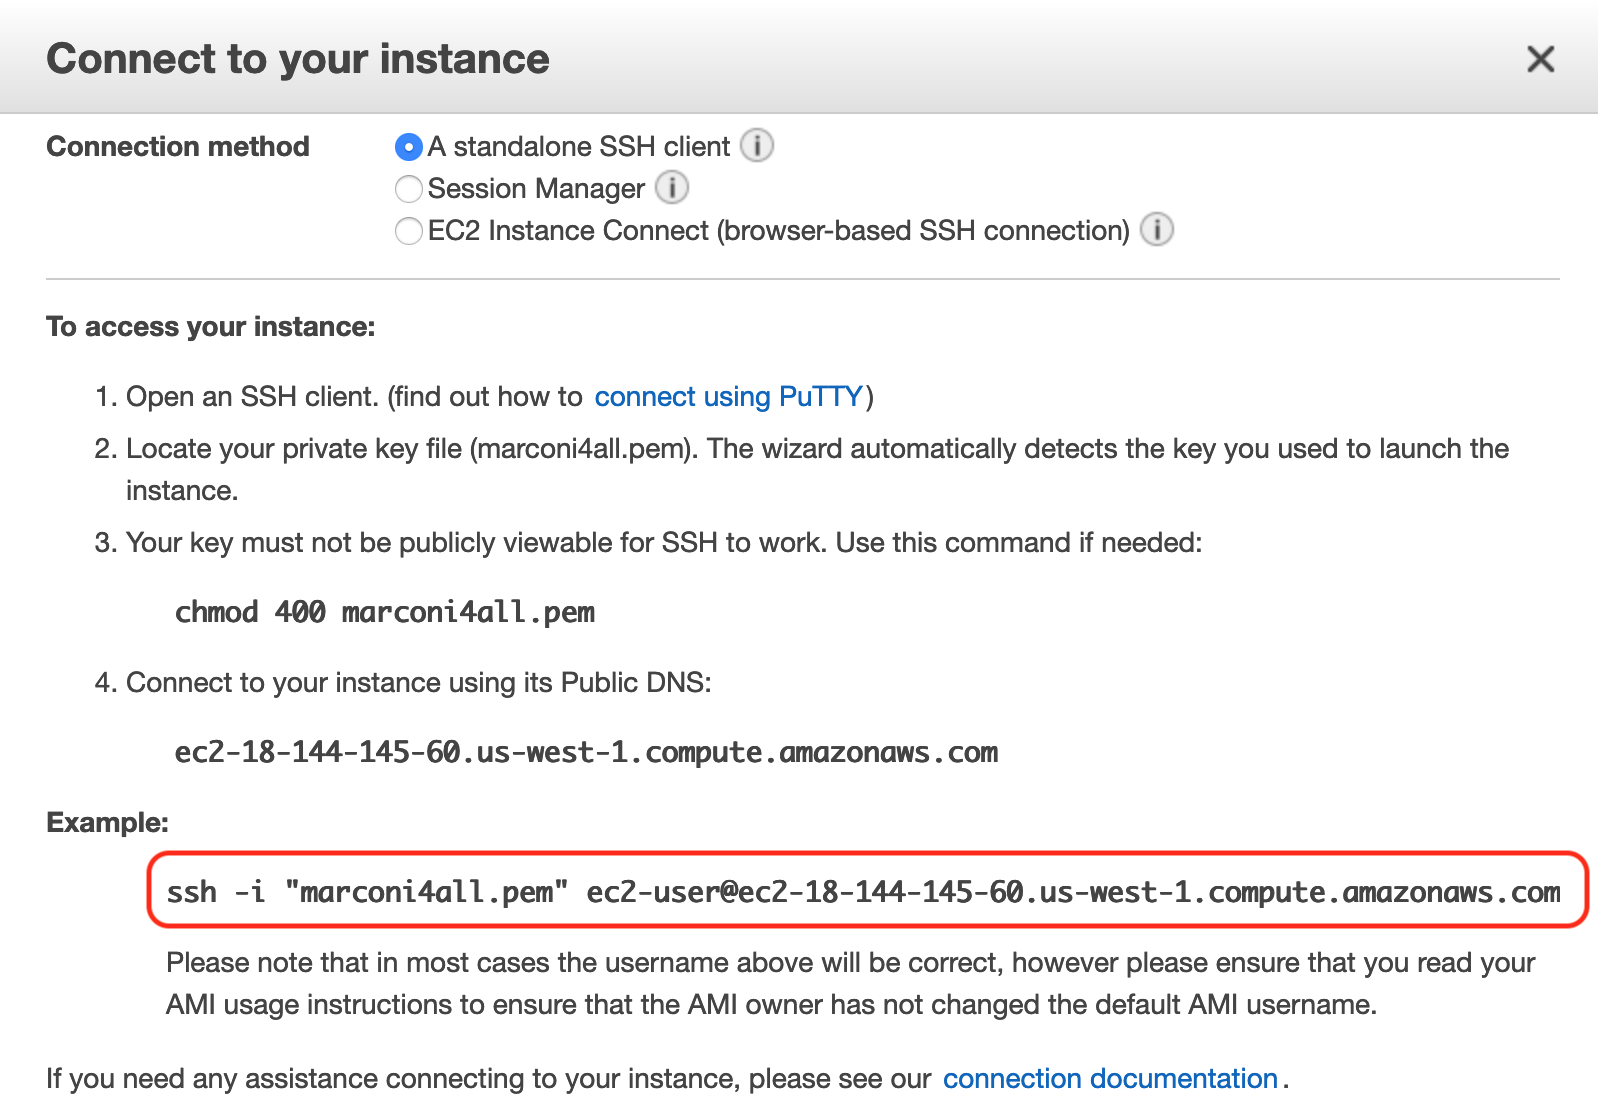 Connect to your instance
Connection method
A standalone SSH client
Session Manager
EC2 Instance Connect (browser-based SSH connection)
To access your instance:
1. Open an SSH client. (find out how to connect using PuTTY)
2. Locate your private key file (marconi4all.pem). The wizard automatically detects the key you used to launch the
instance.
3. Your key must not be publicly viewable for SSH to work. Use this command if needed:
chmod 400 marconi4all.pem
4. Connect to your instance using its Public DNS:
ec2-18-144-145-60.us-west-1.compute.amazonaws.com
Example:
ssh -i "marconi4all.pem" ec2-user@ec2-18-144-145-60.us-west-1.compute.amazonaws.com
Please note that in most cases the username above will be correct, however please ensure that you read your
AMI usage instructions to ensure that the AMI owner has not changed the default AMI username.
If you need any assistance connecting to your instance, please see our connection documentation.